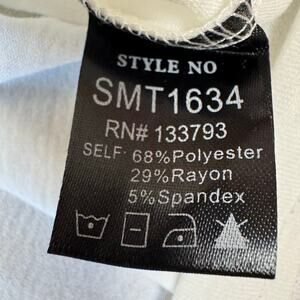 STYLE NO
SMT1634
RN# 133793
SELF: 68%Polyester
29%Rayon
5%Spandex